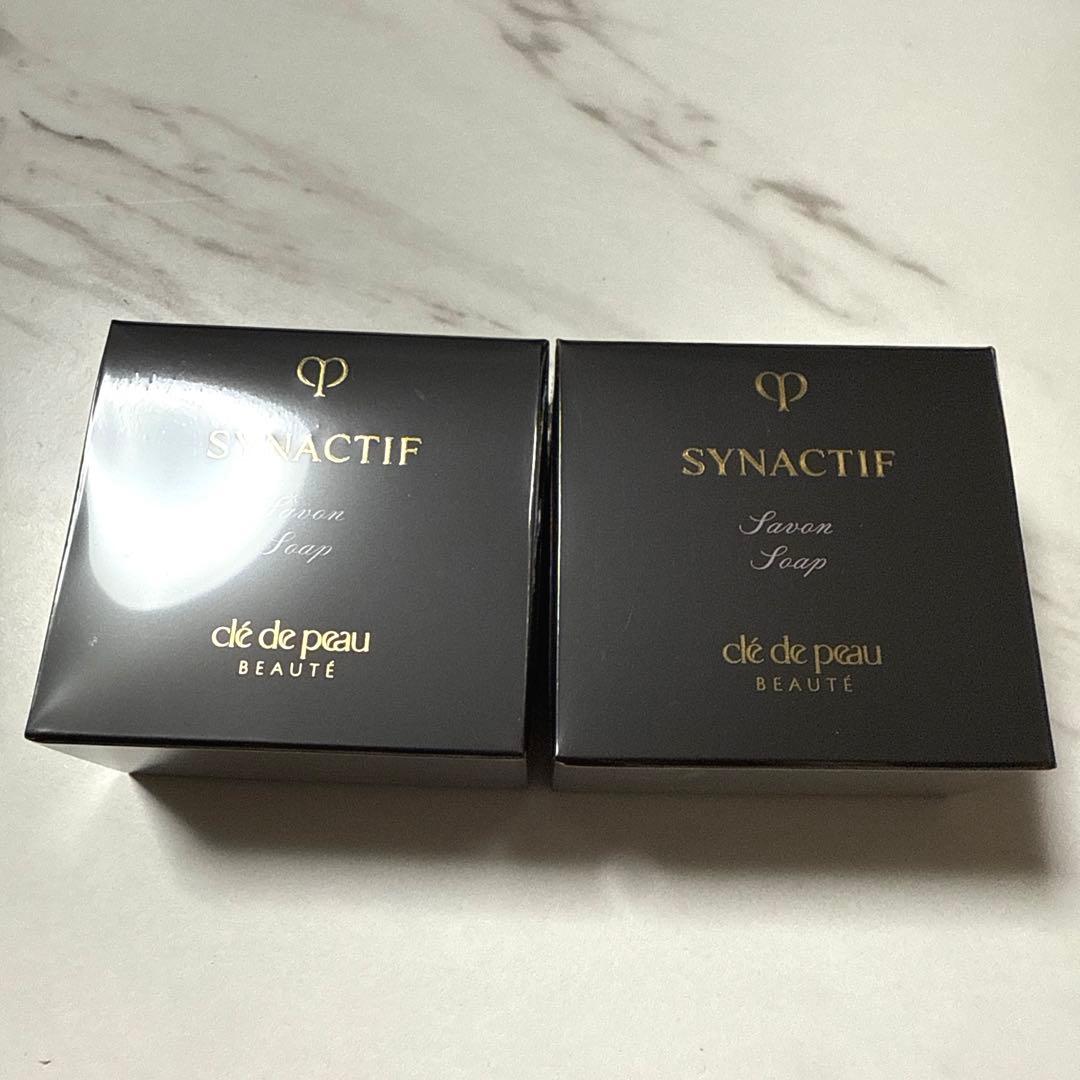 SYNACTIF
Savon
Soap
clé de peau
BEAUTÉ
SYNACTIF
Savon
Soap
clé de peau
BEAUTÉ